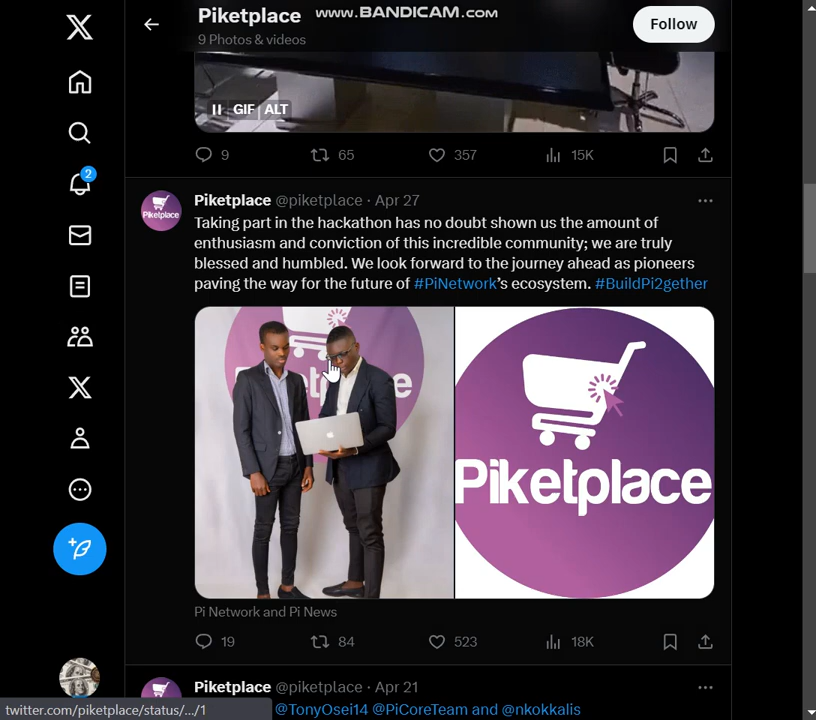 Piketplace
www.BANDICAM.com
9 Photos & videos
Follow
GIF ALT
9 65 357 15K
2
Piketplace @piketplace · Apr 27
Piketplace
Taking part in the hackathon has no doubt shown us the amount of
enthusiasm and conviction of this incredible community; we are truly
blessed and humbled. We look forward to the journey ahead as pioneers
paving the way for the future of #PiNetwork's ecosystem. #BuildPi2gether
Piketplace
Pi Network and Pi News
19 84 523 18K
Piketplace @piketplace · Apr 21
@TonyOsei14 @PiCoreTeam and @nkokkalis
twitter.com/piketplace/status/.../1